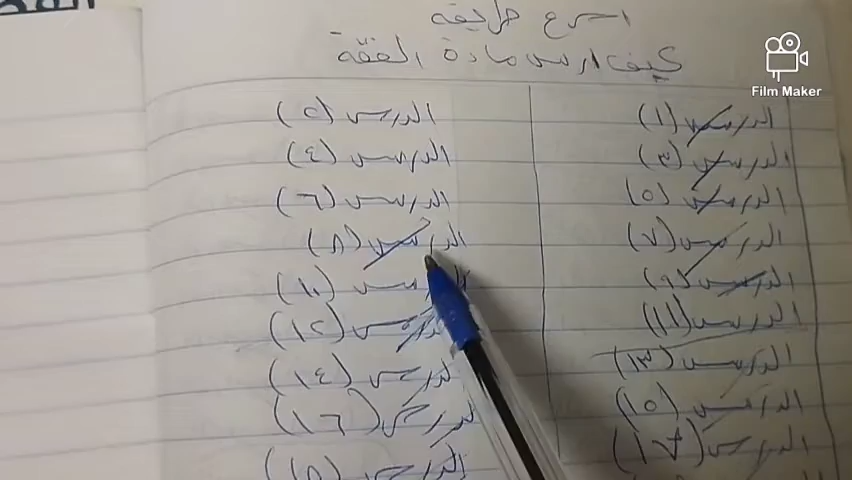 Film Maker
اسرع طريقة
كيف ادرس مادة الفقة
الدرس (١) الدرس (٢)
الدرس (٣) الدرس (٤)
الدرس (٥) الدرس (٦)
الدرس (٧) الدرس (٨)
الدرس (٩) الدرس (١٠)
الدرس (١١) الدرس (١٢)
الدرس (١٣) الدرس (١٤)
الدرس (١٥) الدرس (١٦)
الدرس (١٧) الدرس (١٨)